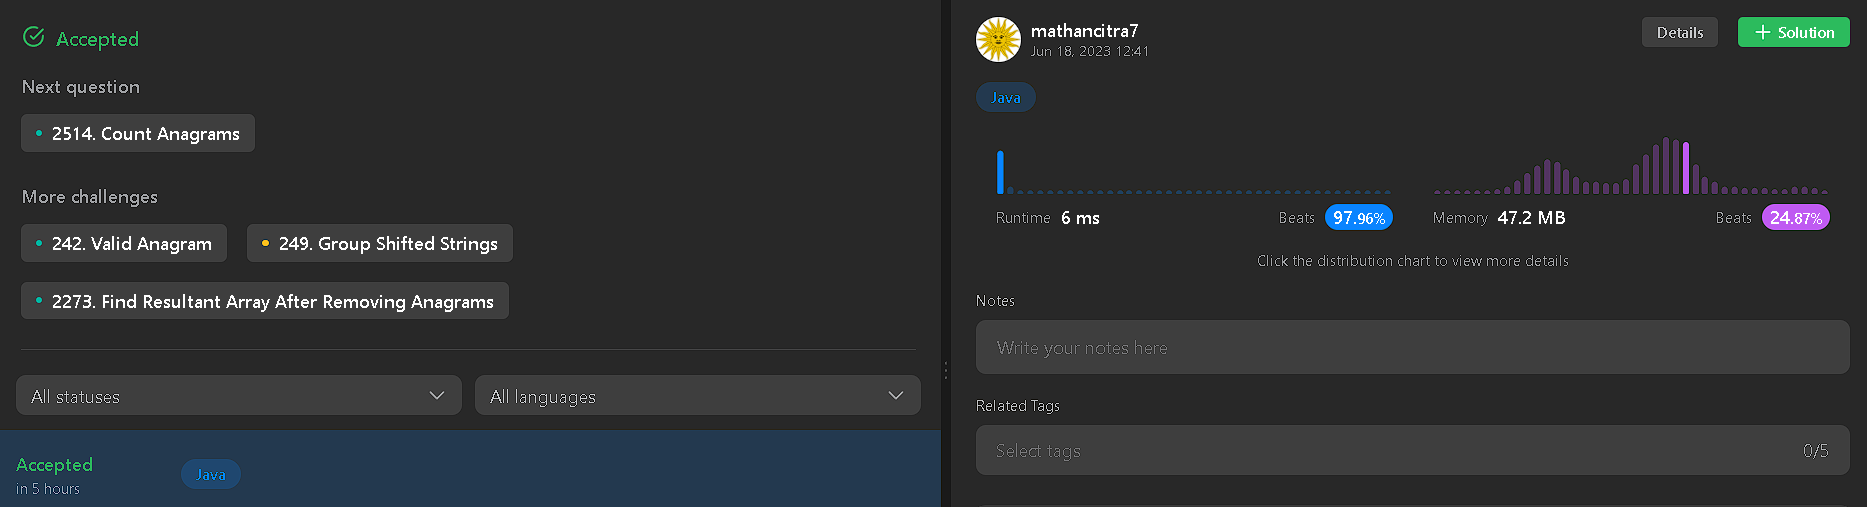 Accepted
Next question
2514. Count Anagrams
More challenges
242. Valid Anagram
249. Group Shifted Strings
2273. Find Resultant Array After Removing Anagrams
All statuses
All languages
Accepted
in 5 hours
Java
mathancitra7
Jun 18, 2023 12:41
Details
+ Solution
Java
Runtime 6 ms
Beats 97.96%
Memory 47.2 MB
Beats 24.87%
Click the distribution chart to view more details
Notes
Write your notes here
Related Tags
Select tags
0/5